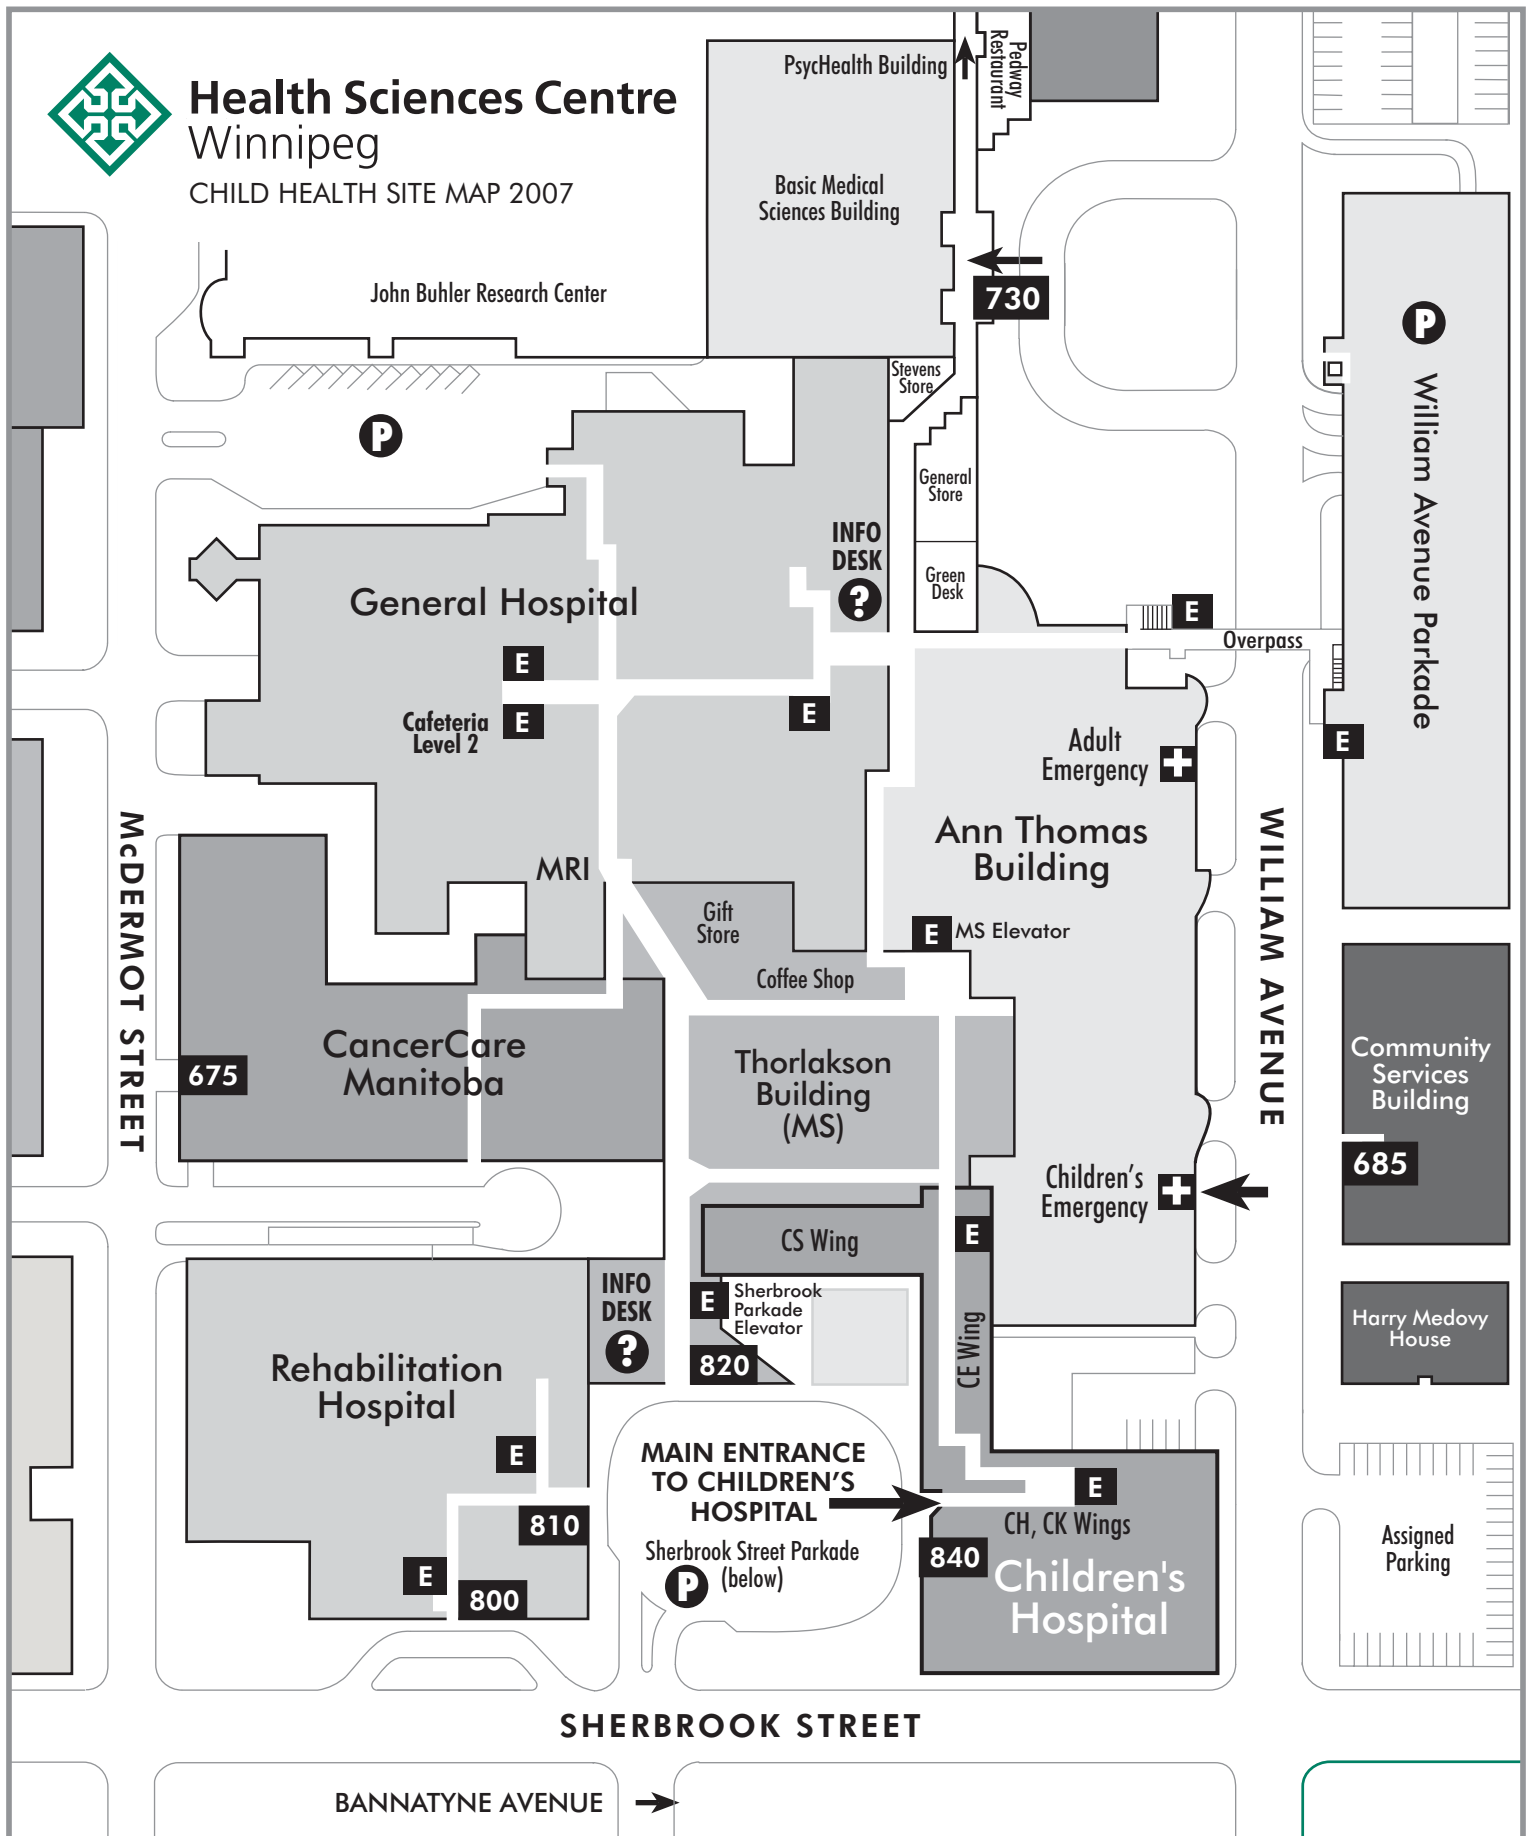 Health Sciences Centre
Winnipeg
CHILD HEALTH SITE MAP 2007
PsycHealth Building
Pedway
Restaurant
Basic Medical
Sciences Building
730
John Buhler Research Center
P
P
William Avenue Parkade
Stevens
Store
General
Store
INFO
DESK
?
Green
Desk
General Hospital
E
Overpass
E
Cafeteria
Level 2
E
E
E
Adult
Emergency
McDERMOT STREET
WILLIAM AVENUE
Ann Thomas
Building
MRI
Gift
Store
E
MS Elevator
Coffee Shop
CancerCare
Manitoba
675
Thorlakson
Building
(MS)
Community
Services
Building
685
Children's
Emergency
CS Wing
E
INFO
DESK
?
E
Sherbrook
Parkade
Elevator
820
CE Wing
Harry Medovy
House
Rehabilitation
Hospital
E
MAIN ENTRANCE
TO CHILDREN'S
HOSPITAL
E
CH, CK Wings
810
Sherbrook Street Parkade
(below)
P
840
Children's
Hospital
Assigned
Parking
E
800
SHERBROOK STREET
BANNATYNE AVENUE